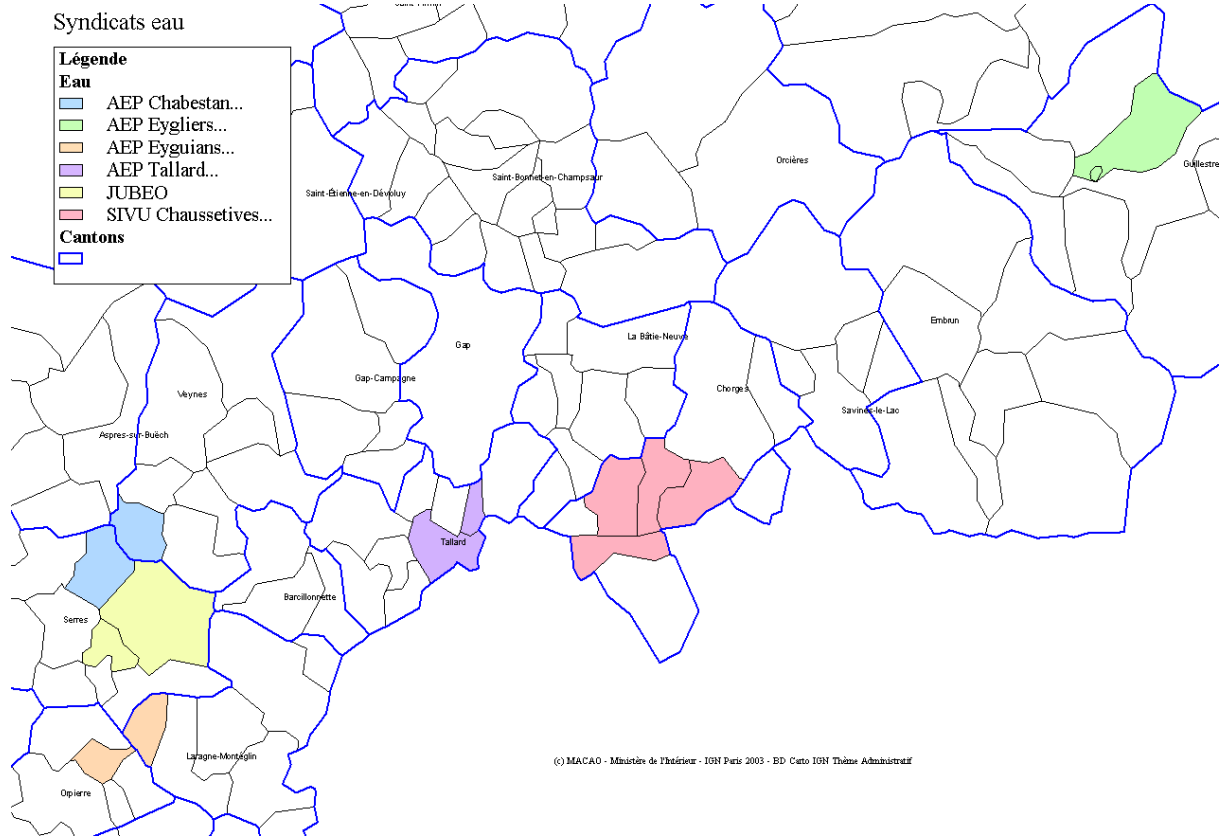 Syndicats eau
Légende
Eau
AEP Chabestan...
AEP Eygliers...
AEP Eyguians...
AEP Tallard...
JUBEO
SIVU Chaussetives...
Cantons
Saint-Firmin
Orcières
Guillestre
Saint-Bonnet-en-Champsaur
Saint-Étienne-en-Dévoluy
Embrun
La Bâtie-Neuve
Gap
Gap-Campagne
Chorges
Veynes
Savines-le-Lac
Aspres-sur-Buëch
Tallard
Barcillonnette
Serres
Laragne-Montéglin
(c) MACAO - Ministère de l'Intérieur - IGN Paris 2003 - BD Carto IGN Thème Administratif
Orpierre